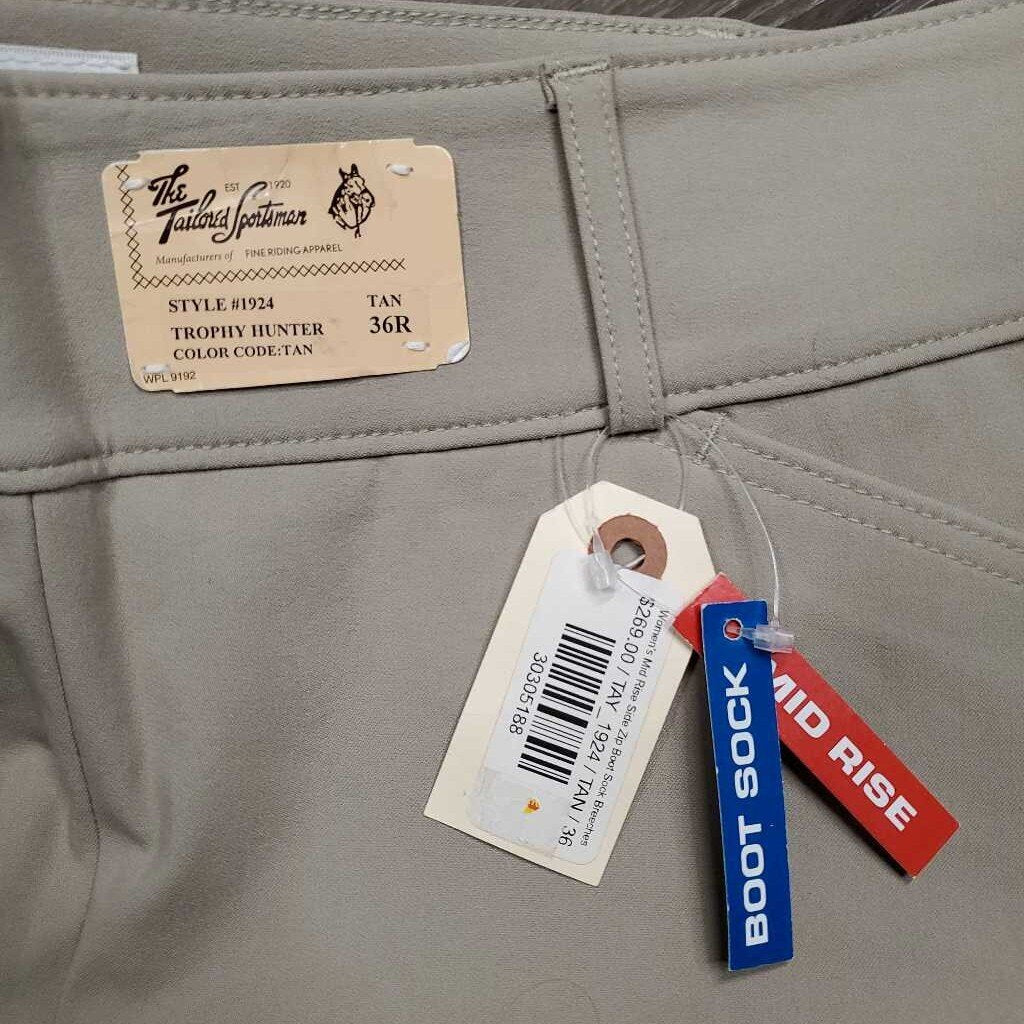 The
EST 1920
Tailored Sportsman
Manufacturers of FINE RIDING APPAREL
STYLE #1924 TAN
TROPHY HUNTER 36R
COLOR CODE:TAN
WPL 9192
Women's Mid Rise Side Zip Boot Sock Breeches
$269.00 / TAY_1924 / TAN / 36
30305188
BOOT SOCK
MID RISE